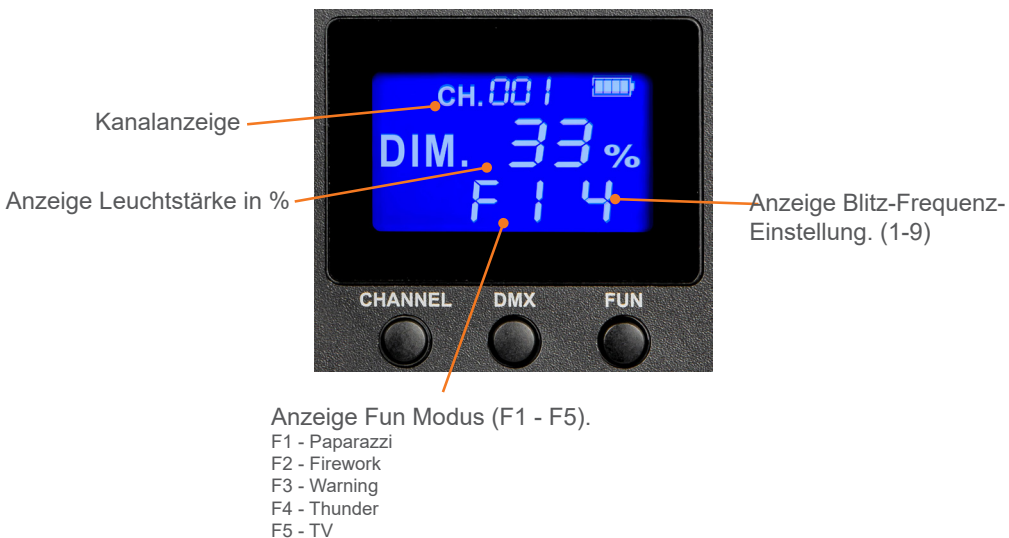 CH.001
Kanalanzeige
DIM. 33%
Anzeige Leuchtstärke in %
F1 4
Anzeige Blitz-Frequenz-
Einstellung. (1-9)
CHANNEL DMX FUN
Anzeige Fun Modus (F1 - F5).
F1 - Paparazzi
F2 - Firework
F3 - Warning
F4 - Thunder
F5 - TV